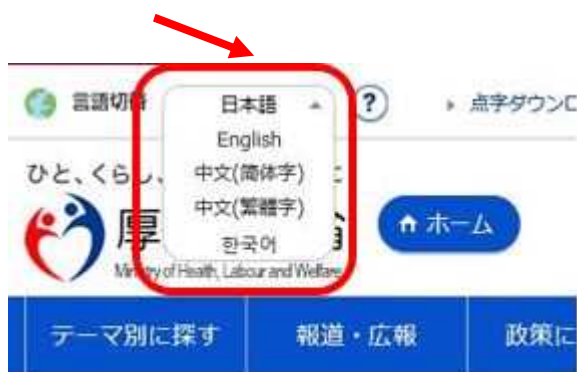 言語切替 日本語 ? 点字ダウンロ
English
ひと、くらし、 中文(简体字) に
中文(繁體字)
厚 省 ホーム
한국어
Ministry of Health, Labour and Welfare
テーマ別に探す 報道・広報 政策に